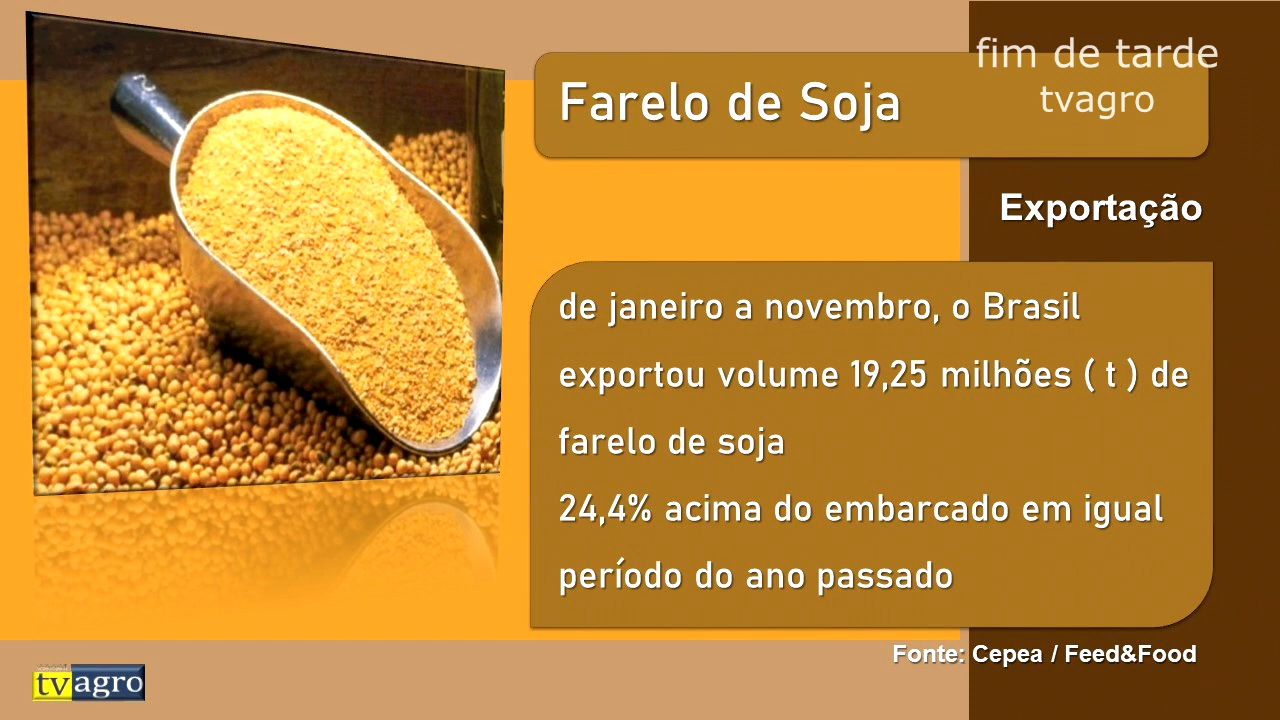 fim de tarde
tvagro
Farelo de Soja
Exportação
de janeiro a novembro, o Brasil
exportou volume 19,25 milhões ( t ) de
farelo de soja
24,4% acima do embarcado em igual
período do ano passado
Fonte: Cepea / Feed&Food
tvagro